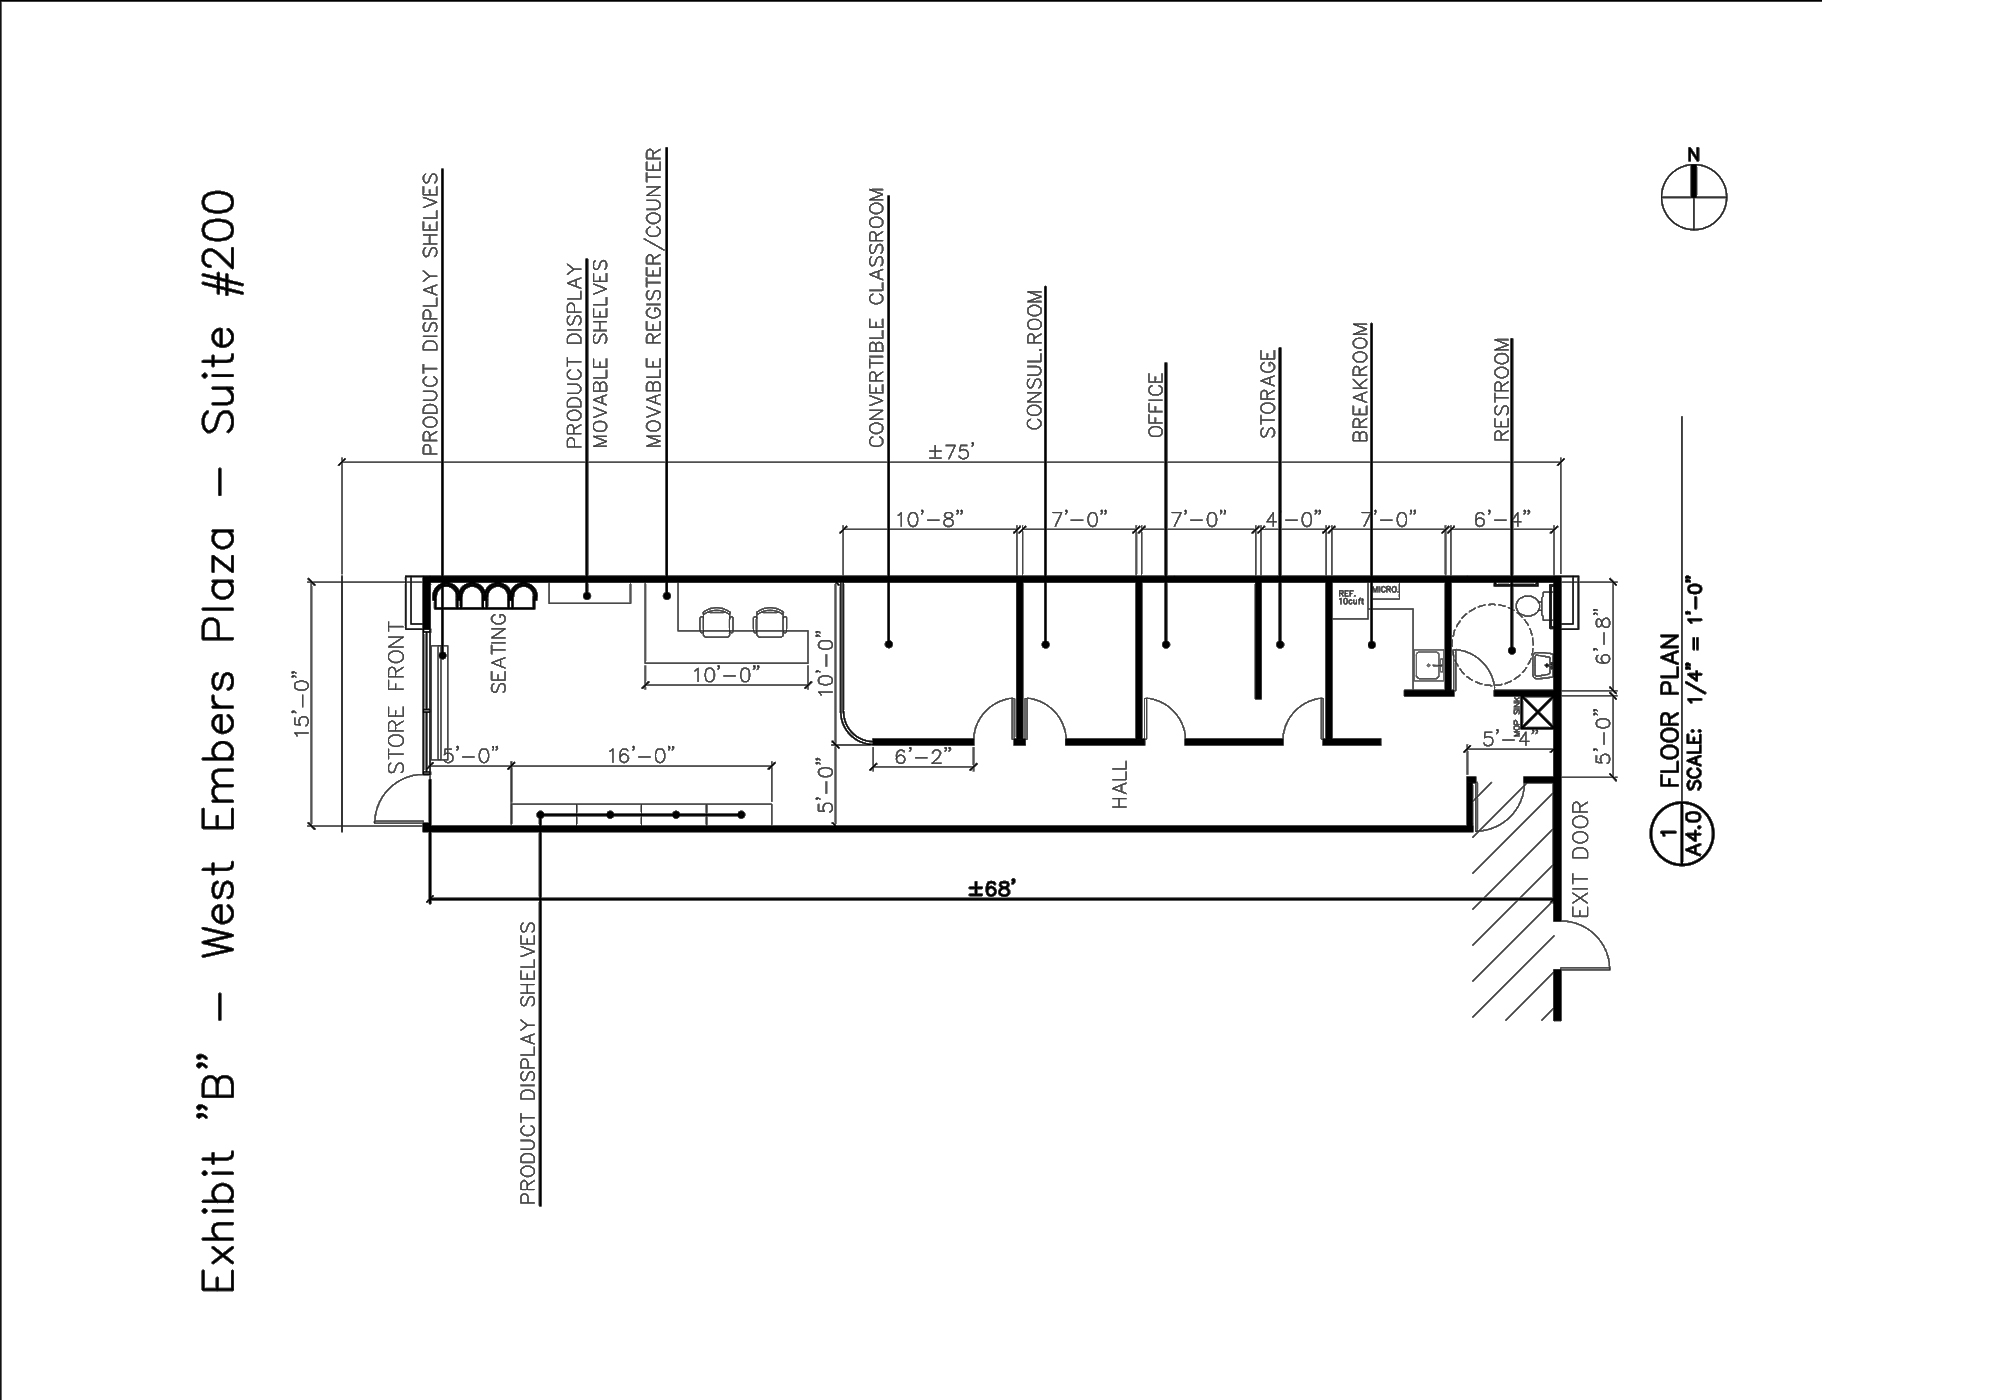 Exhibit "B" – West Embers Plaza – Suite #200
PRODUCT DISPLAY SHELVES
PRODUCT DISPLAY
MOVABLE SHELVES
MOVABLE REGISTER/COUNTER
CONVERTIBLE CLASSROOM
CONSUL.ROOM
OFFICE
STORAGE
BREAKROOM
RESTROOM
N
±75'
10'-8"
7'-0"
7'-0"
4'-0"
7'-0"
6'-4"
15'-0"
STORE FRONT
SEATING
10'-0"
10'-0"
5'-0"
16'-0"
5'-0"
6'-2"
HALL
REF.
10cuft
MICRO.
MOP SINK
5'-4"
6'-8"
5'-0"
±68'
EXIT DOOR
PRODUCT DISPLAY SHELVES
1
A4.0
FLOOR PLAN
SCALE: 1/4" = 1'-0"